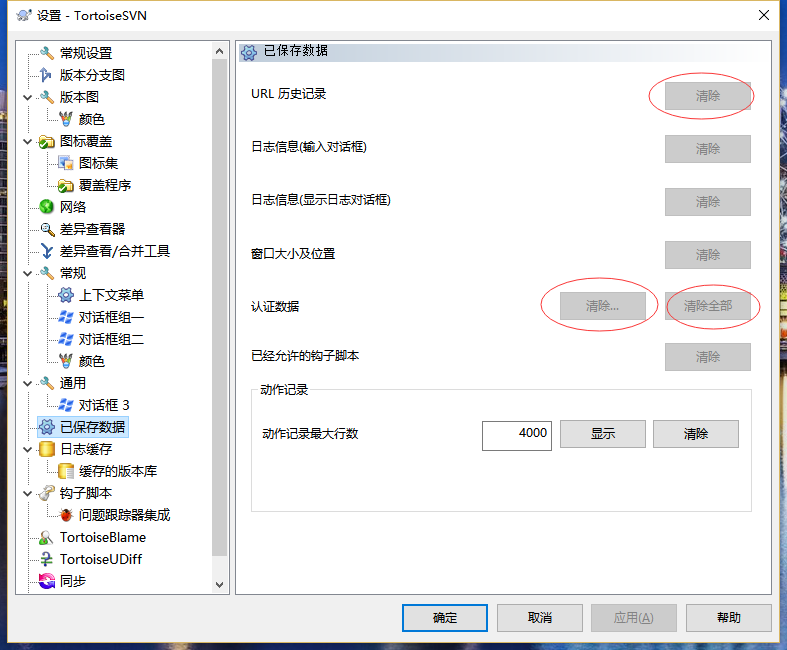 设置 - TortoiseSVN
常规设置
版本分支图
版本图
颜色
图标覆盖
图标集
覆盖程序
网络
差异查看器
差异查看/合并工具
常规
上下文菜单
对话框组一
对话框组二
颜色
通用
对话框 3
已保存数据
日志缓存
缓存的版本库
钩子脚本
问题跟踪器集成
TortoiseBlame
TortoiseUDiff
同步
已保存数据
URL 历史记录 清除
日志信息(输入对话框) 清除
日志信息(显示日志对话框) 清除
窗口大小及位置 清除
认证数据 清除... 清除全部
已经允许的钩子脚本 清除
动作记录
动作记录最大行数 4000 显示 清除
确定 取消 应用(A) 帮助